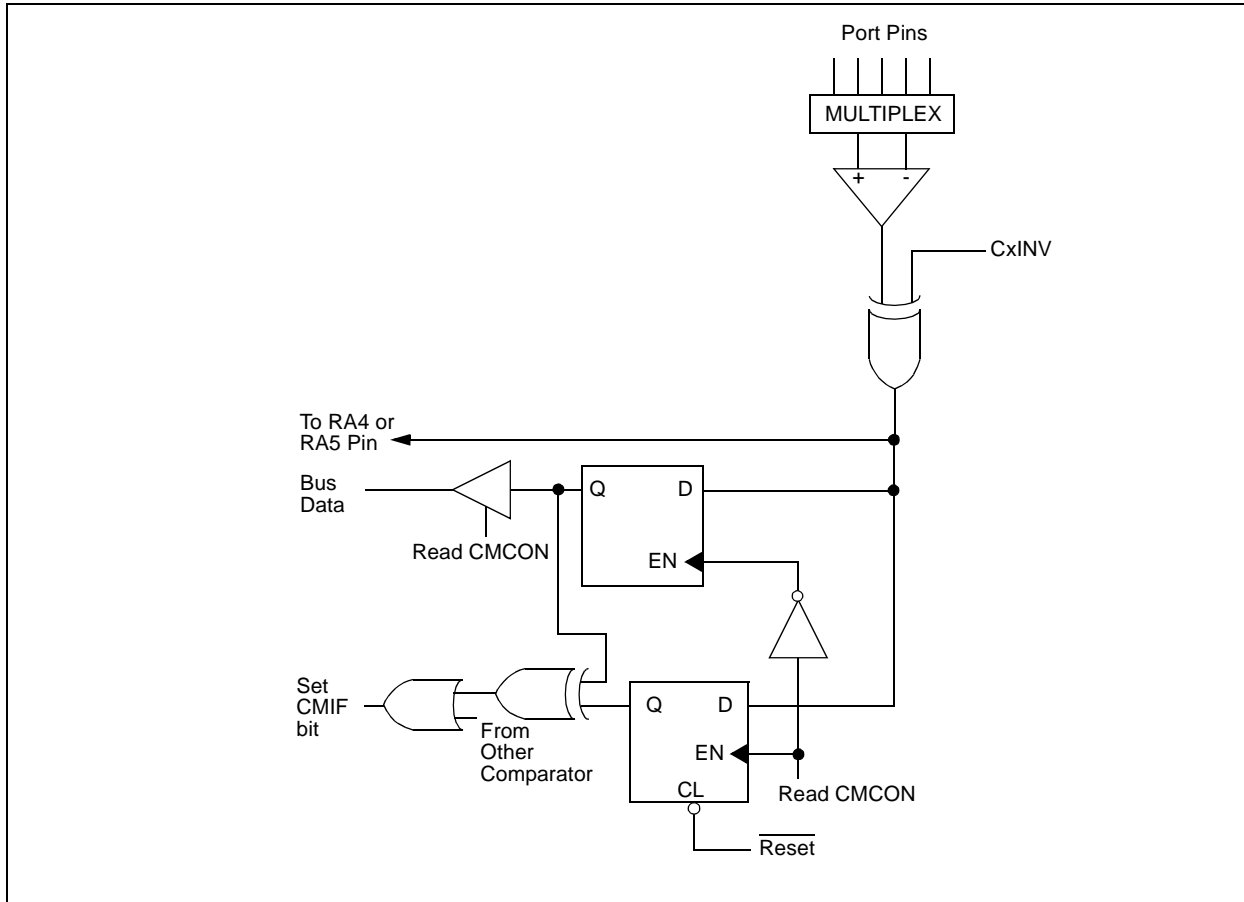 Port Pins
MULTIPLEX
+ -
CxINV
To RA4 or
RA5 Pin
Bus
Data
Q D
EN
Read CMCON
Set
CMIF
bit
From
Other
Comparator
Q D
EN
CL
Read CMCON
Reset